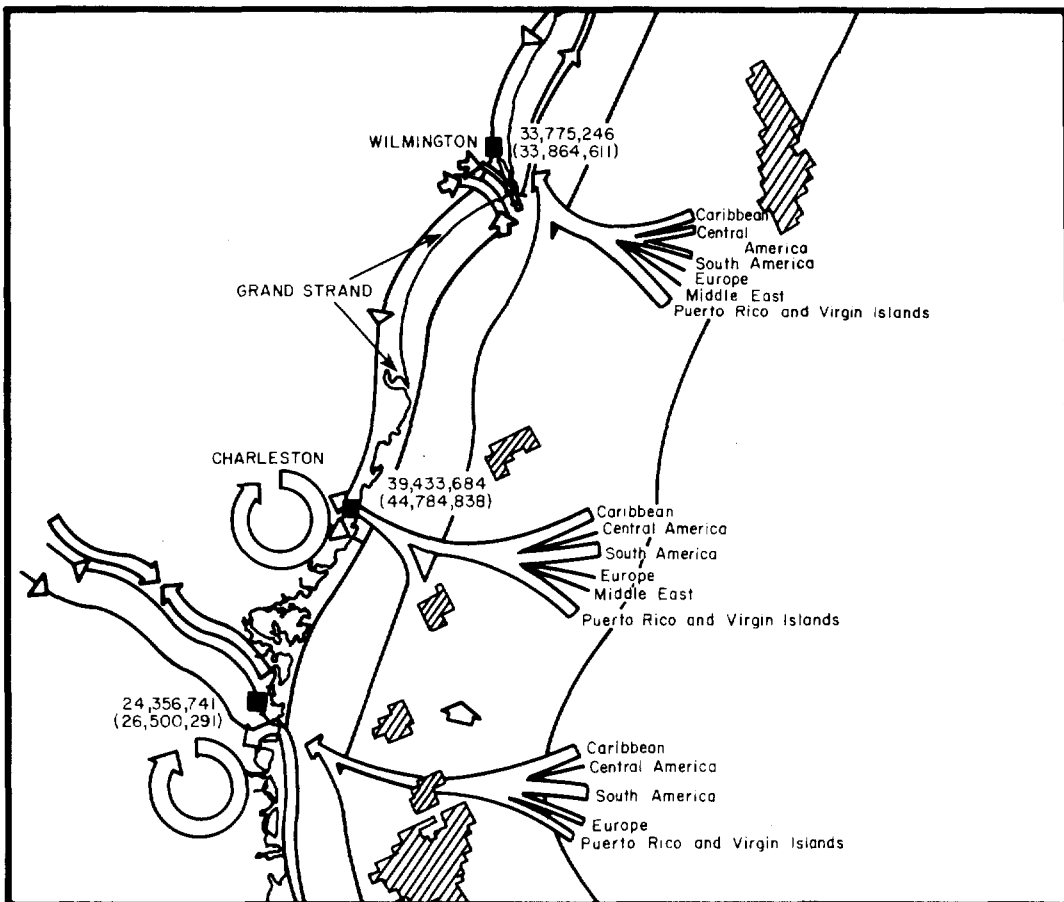 WILMINGTON
33,775,246
(33,864,611)
Caribbean
Central
America
South America
Europe
Middle East
Puerto Rico and Virgin Islands
GRAND STRAND
CHARLESTON
39,433,684
(44,784,838)
Caribbean
Central America
South America
Europe
Middle East
Puerto Rico and Virgin Islands
24,356,741
(26,500,291)
Caribbean
Central America
South America
Europe
Puerto Rico and Virgin Islands